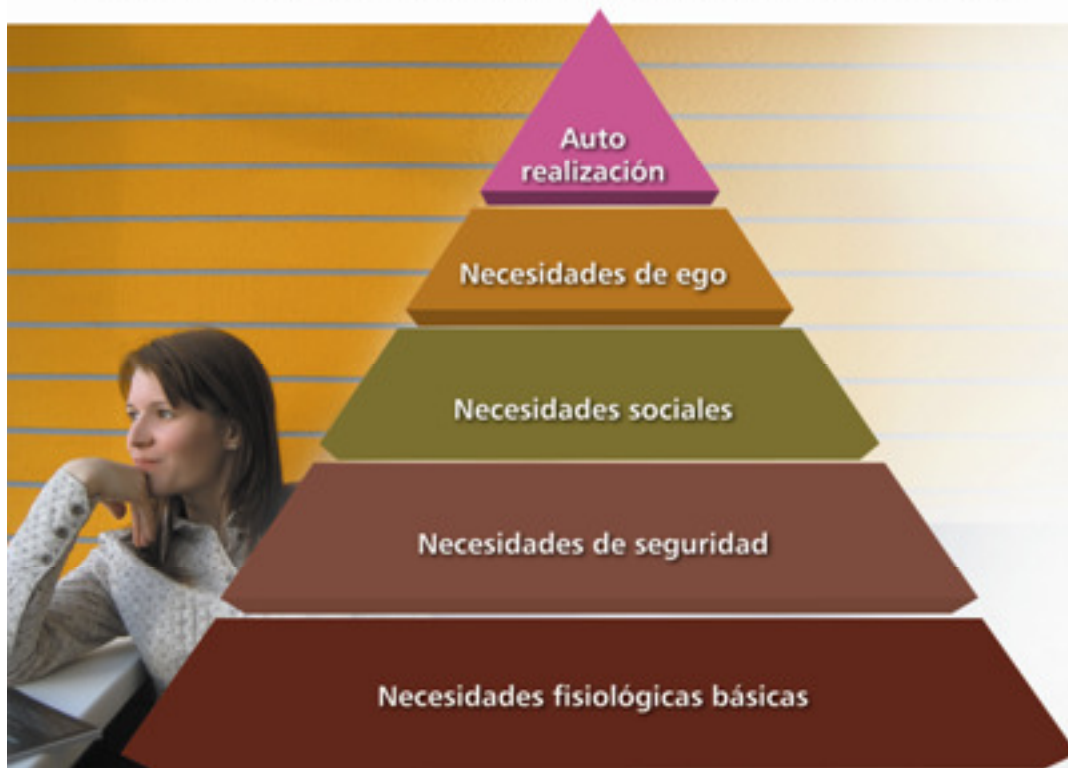 Auto
realización
Necesidades de ego
Necesidades sociales
Necesidades de seguridad
Necesidades fisiológicas básicas